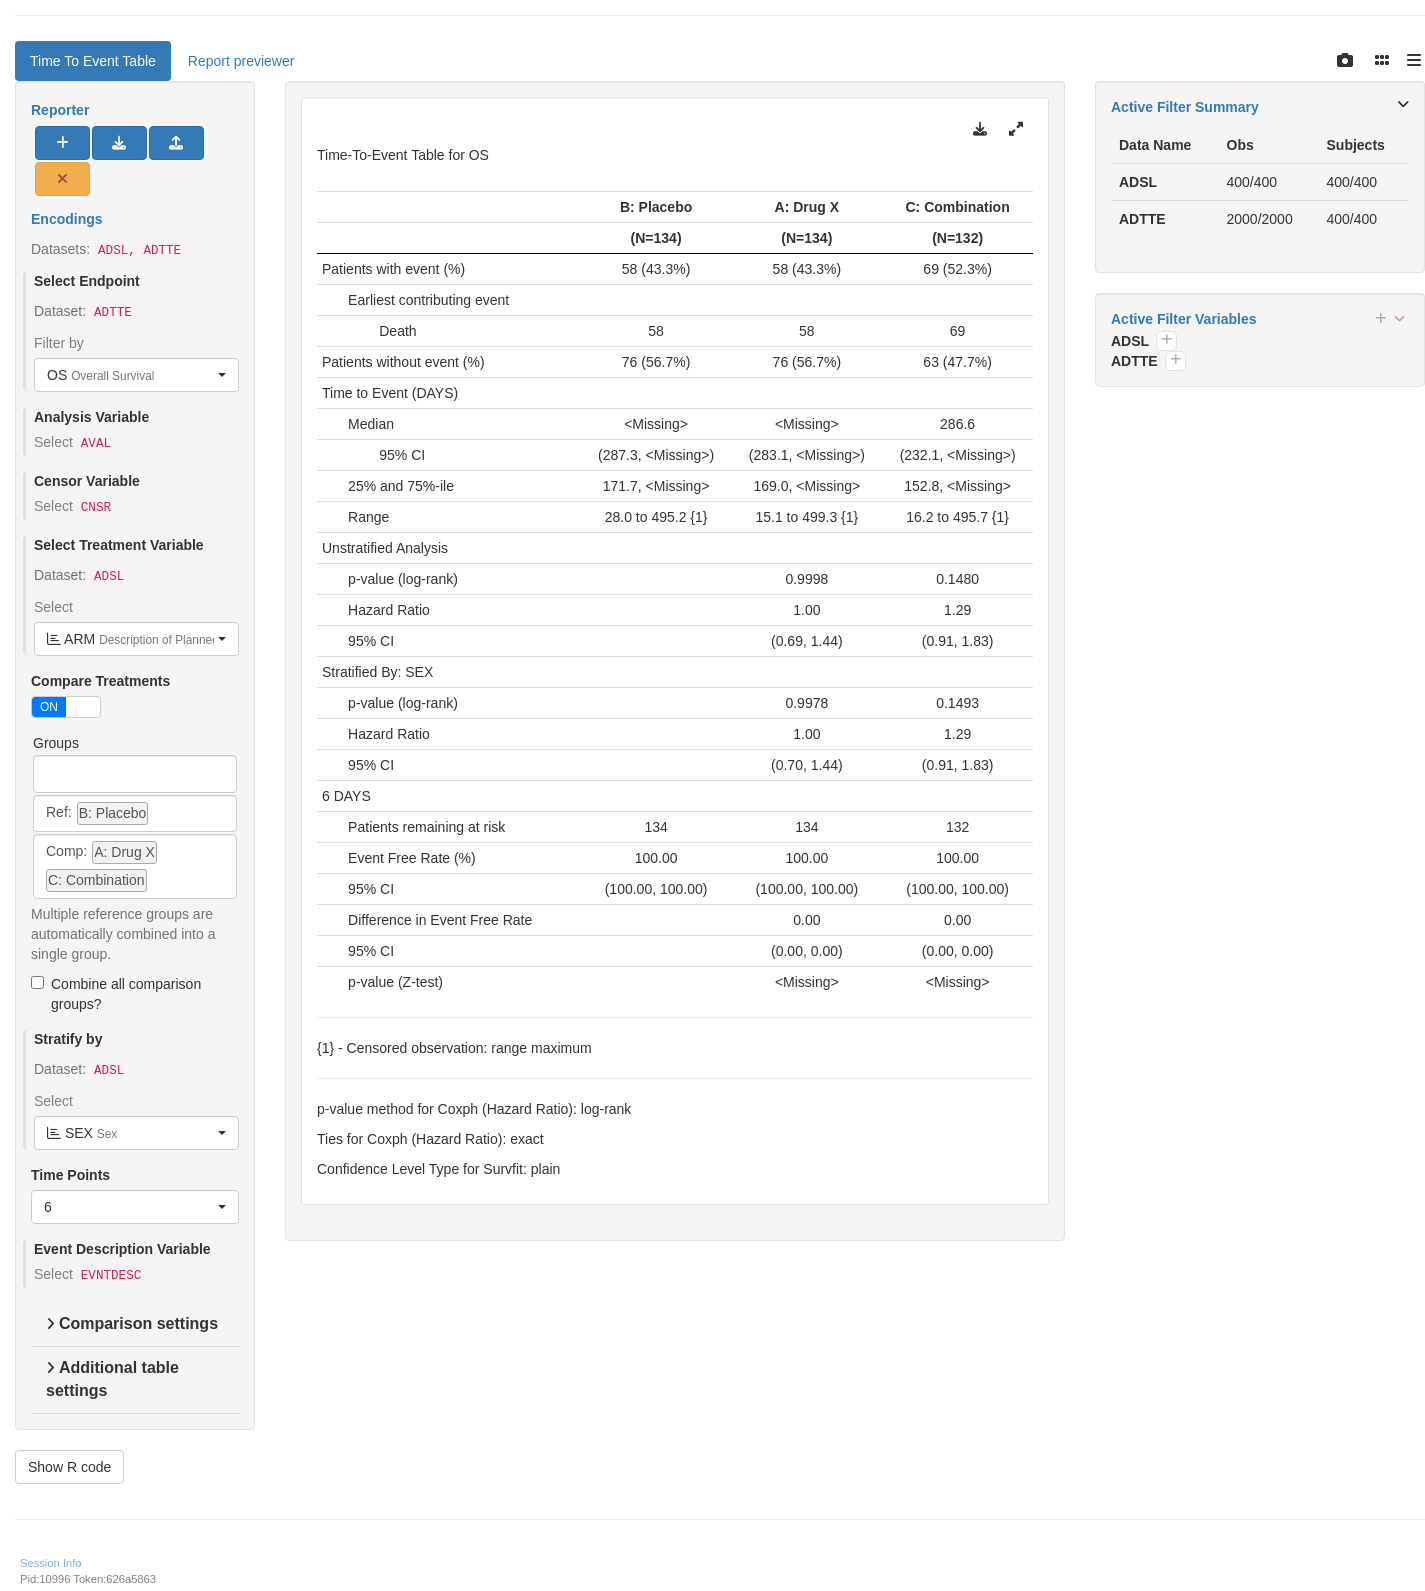 Time To Event Table
Report previewer
Reporter
Encodings
Datasets: ADSL, ADTTE
Select Endpoint
Dataset: ADTTE
Filter by
OS Overall Survival
Analysis Variable
Select AVAL
Censor Variable
Select CNSR
Select Treatment Variable
Dataset: ADSL
Select
ARM Description of Planned
Compare Treatments
ON
Groups
Ref: B: Placebo
Comp: A: Drug X
C: Combination
Multiple reference groups are
automatically combined into a
single group.
Combine all comparison
groups?
Stratify by
Dataset: ADSL
Select
SEX Sex
Time Points
6
Event Description Variable
Select EVNTDESC
Comparison settings
Additional table
settings
Show R code
Time-To-Event Table for OS
B: Placebo A: Drug X C: Combination
(N=134) (N=134) (N=132)
Patients with event (%) 58 (43.3%) 58 (43.3%) 69 (52.3%)
Earliest contributing event
Death 58 58 69
Patients without event (%) 76 (56.7%) 76 (56.7%) 63 (47.7%)
Time to Event (DAYS)
Median <Missing> <Missing> 286.6
95% CI (287.3, <Missing>) (283.1, <Missing>) (232.1, <Missing>)
25% and 75%-ile 171.7, <Missing> 169.0, <Missing> 152.8, <Missing>
Range 28.0 to 495.2 {1} 15.1 to 499.3 {1} 16.2 to 495.7 {1}
Unstratified Analysis
p-value (log-rank) 0.9998 0.1480
Hazard Ratio 1.00 1.29
95% CI (0.69, 1.44) (0.91, 1.83)
Stratified By: SEX
p-value (log-rank) 0.9978 0.1493
Hazard Ratio 1.00 1.29
95% CI (0.70, 1.44) (0.91, 1.83)
6 DAYS
Patients remaining at risk 134 134 132
Event Free Rate (%) 100.00 100.00 100.00
95% CI (100.00, 100.00) (100.00, 100.00) (100.00, 100.00)
Difference in Event Free Rate 0.00 0.00
95% CI (0.00, 0.00) (0.00, 0.00)
p-value (Z-test) <Missing> <Missing>
{1} - Censored observation: range maximum
p-value method for Coxph (Hazard Ratio): log-rank
Ties for Coxph (Hazard Ratio): exact
Confidence Level Type for Survfit: plain
Active Filter Summary
Data Name Obs Subjects
ADSL 400/400 400/400
ADTTE 2000/2000 400/400
Active Filter Variables
ADSL
ADTTE
Session Info
Pid:10996 Token:626a5863